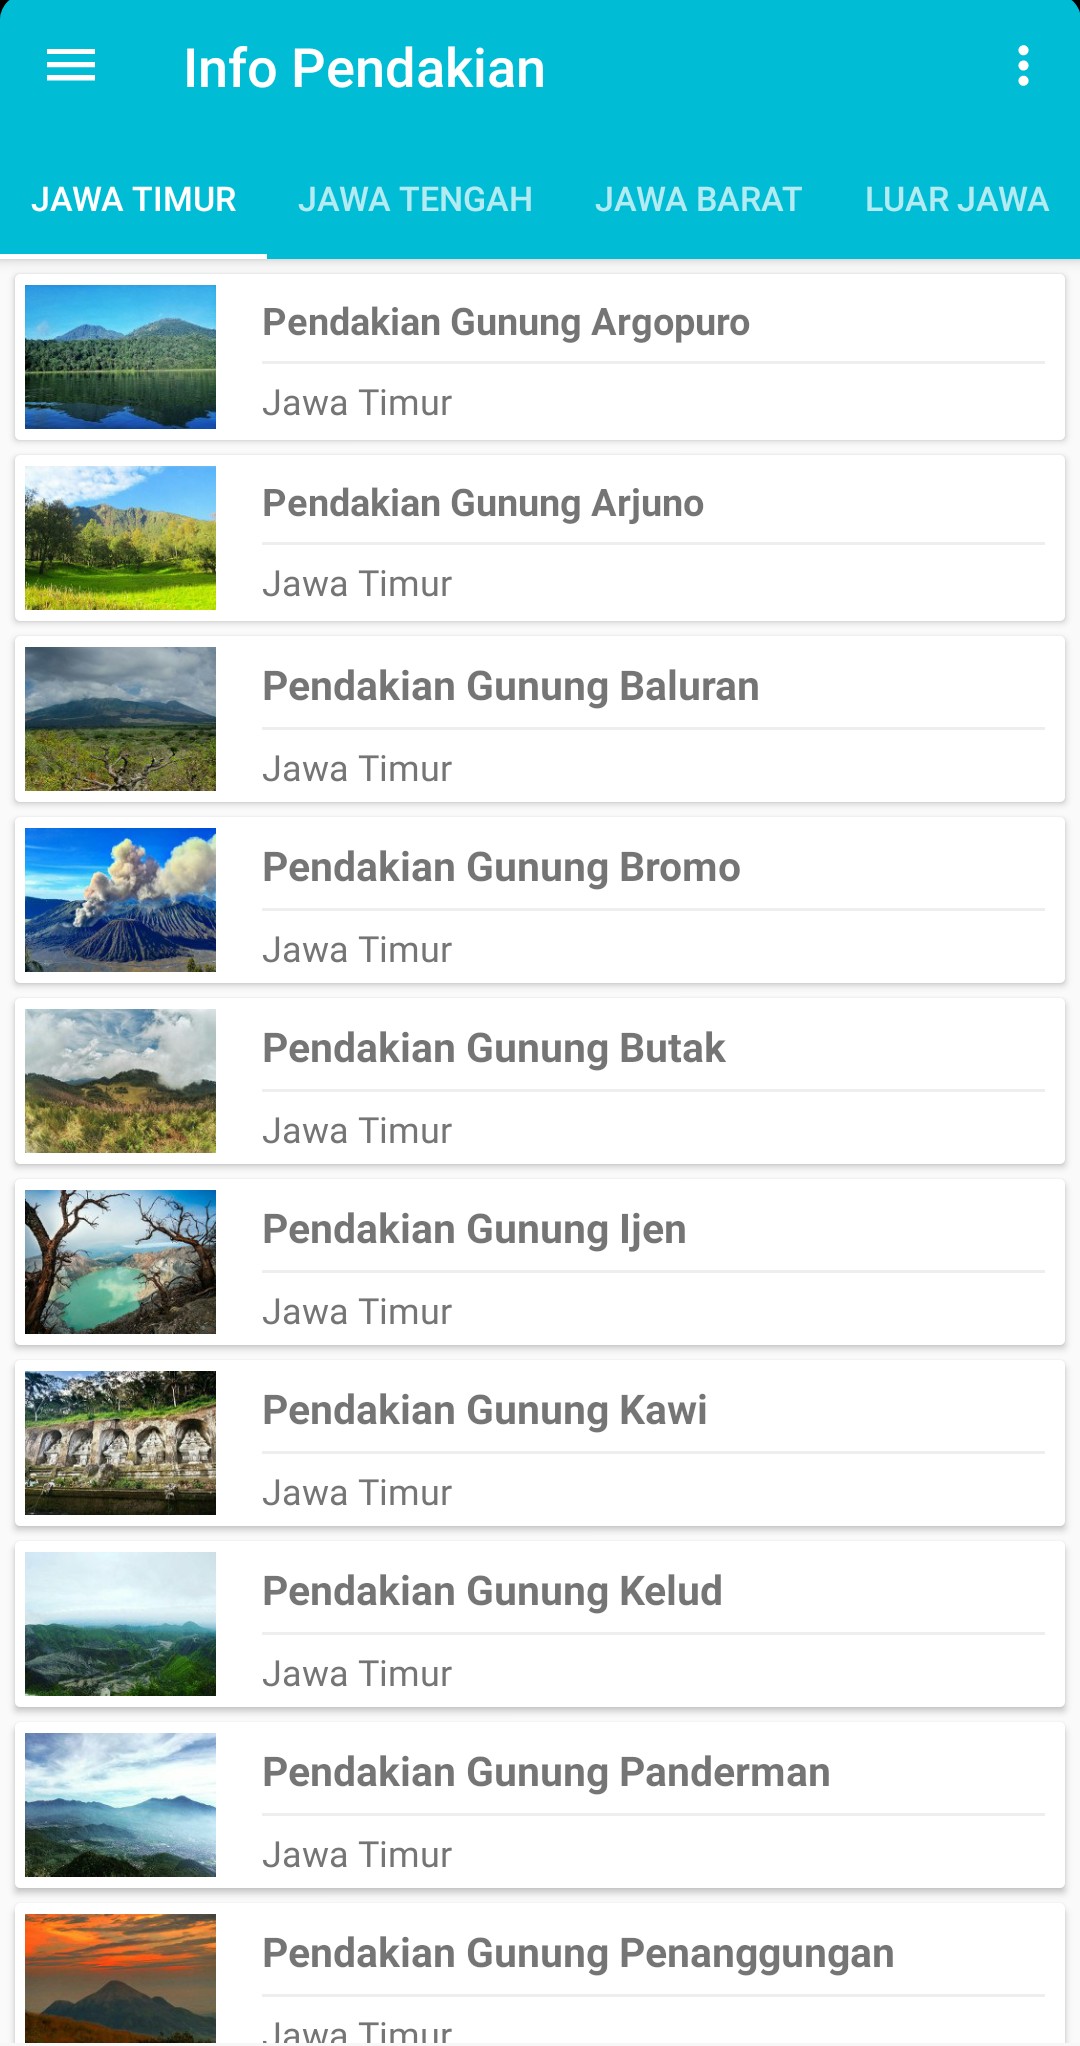 Info Pendakian
JAWA TIMUR
JAWA TENGAH
JAWA BARAT
LUAR JAWA
Pendakian Gunung Argopuro
Jawa Timur
Pendakian Gunung Arjuno
Jawa Timur
Pendakian Gunung Baluran
Jawa Timur
Pendakian Gunung Bromo
Jawa Timur
Pendakian Gunung Butak
Jawa Timur
Pendakian Gunung Ijen
Jawa Timur
Pendakian Gunung Kawi
Jawa Timur
Pendakian Gunung Kelud
Jawa Timur
Pendakian Gunung Panderman
Jawa Timur
Pendakian Gunung Penanggungan
Jawa Timur